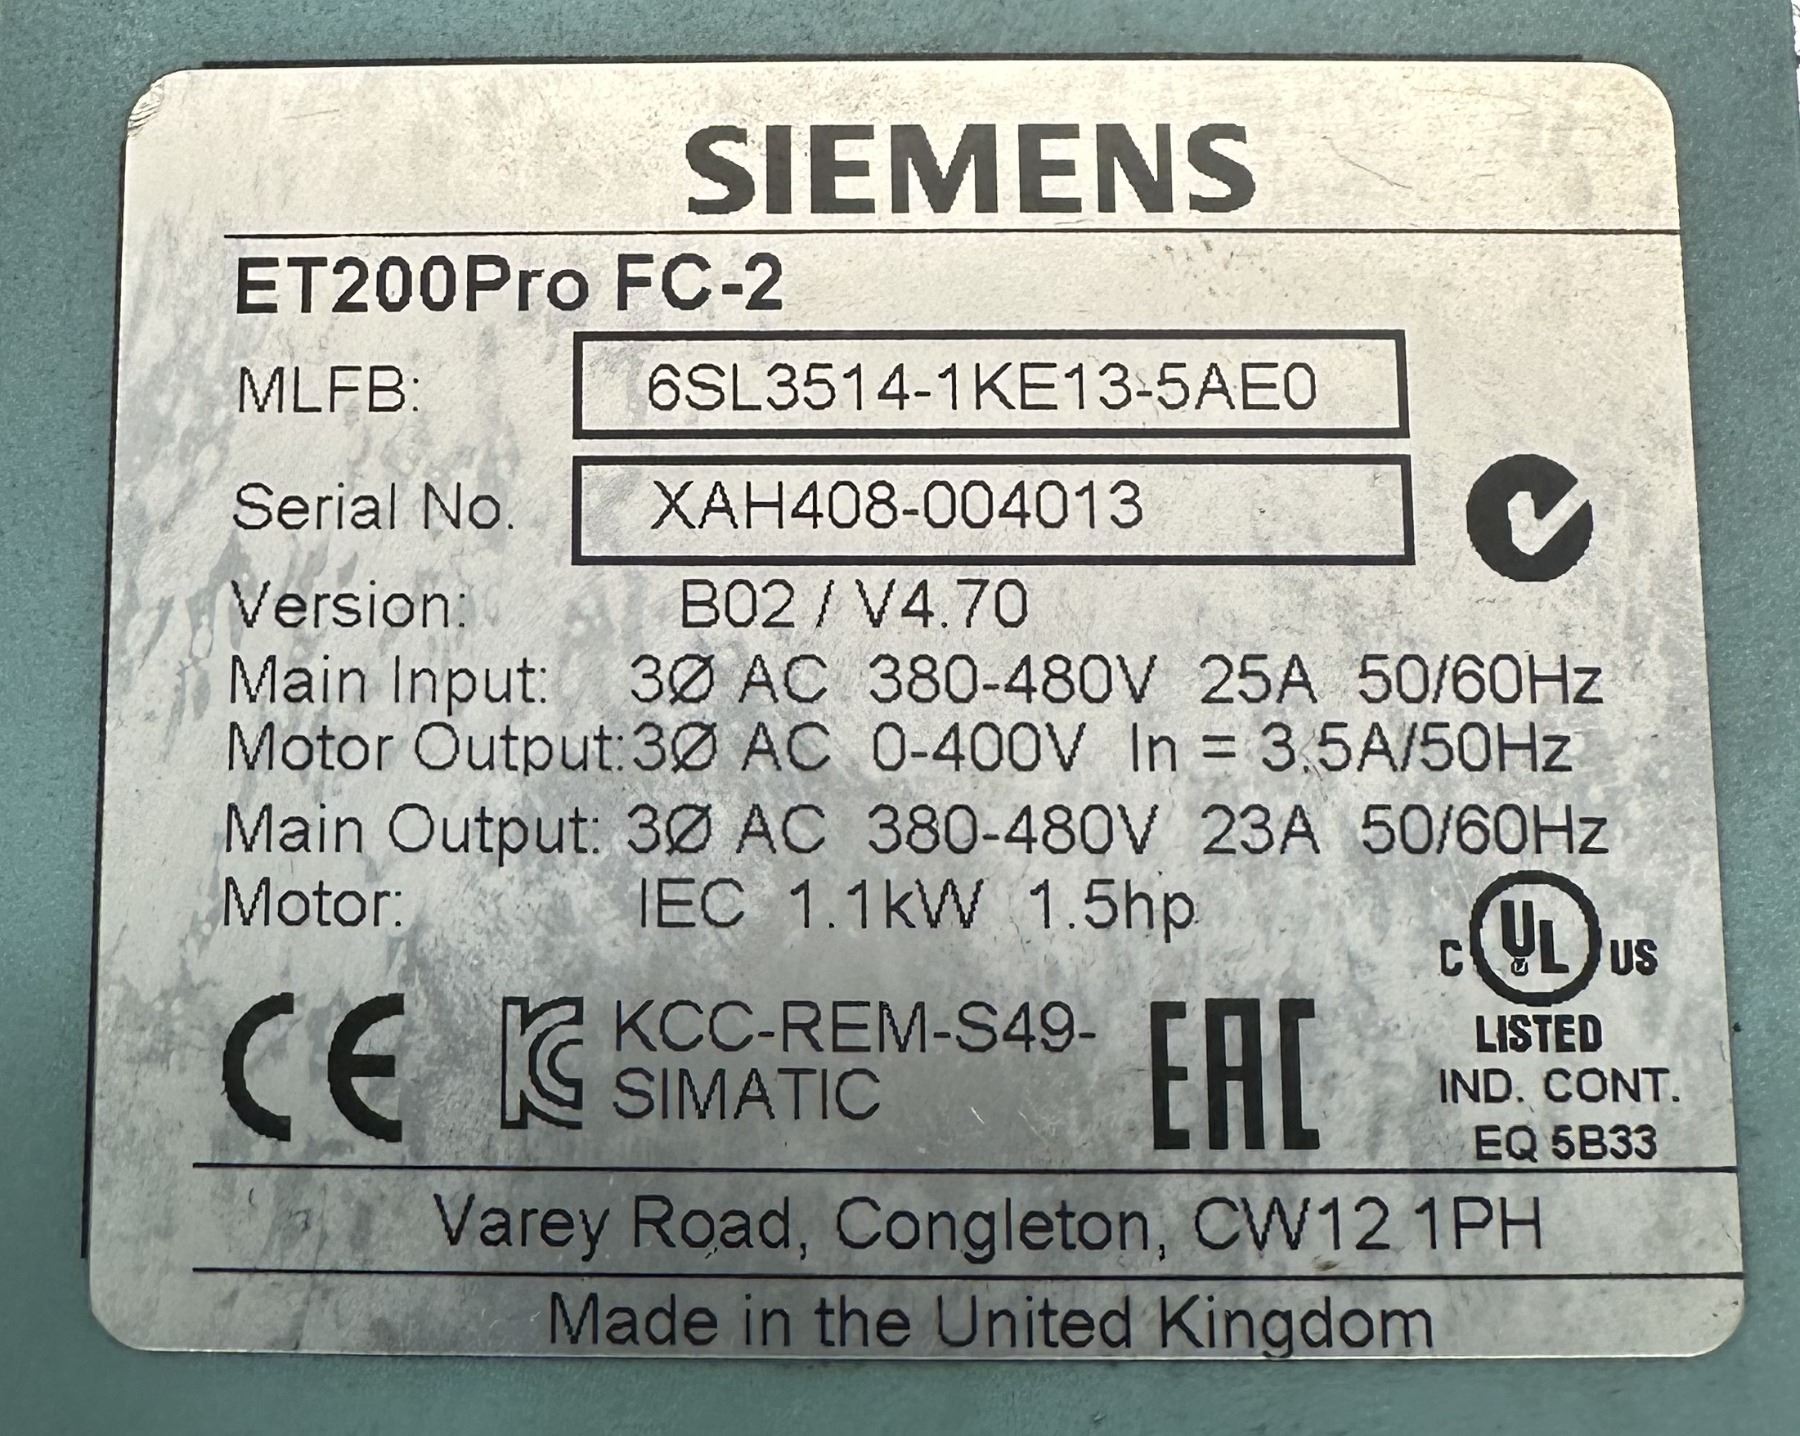 SIEMENS
ET200Pro FC-2
MLFB: 6SL3514-1KE13-5AE0
Serial No. XAH408-004013
Version: B02 / V4.70
Main Input: 3Ø AC 380-480V 25A 50/60Hz
Motor Output: 3Ø AC 0-400V In = 3.5A/50Hz
Main Output: 3Ø AC 380-480V 23A 50/60Hz
Motor: IEC 1.1kW 1.5hp
C UL US
LISTED
IND. CONT.
EQ 5B33
CE
KC
KCC-REM-S49-
SIMATIC
EAC
Varey Road, Congleton, CW12 1PH
Made in the United Kingdom